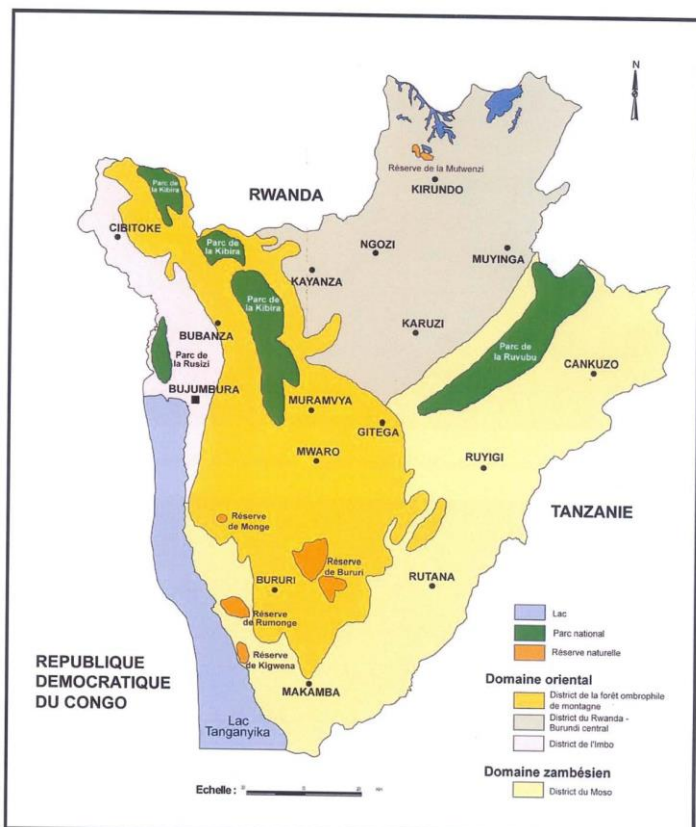 N
Réserve de la Mutwenzi
KIRUNDO
RWANDA
Parc de
la Kibira
CIBITOKE
Parc de
la Kibira
NGOZI
MUYINGA
KAYANZA
Parc de
la Kibira
KARUZI
BUBANZA
Parc de
la Rusizi
Parc de
la Ruvubu
CANKUZO
BUJUMBURA
MURAMVYA
GITEGA
MWARO
RUYIGI
TANZANIE
Réserve
de Monge
Réserve
de Bururi
BURURI
RUTANA
Réserve
de Rumonge
Réserve
de Kigwena
MAKAMBA
REPUBLIQUE
DEMOCRATIQUE
DU CONGO
Lac
Tanganyika
Echelle :
Lac
Parc national
Réserve naturelle
Domaine oriental
District de la forêt ombrophile
de montagne
District du Rwanda -
Burundi central
District de l'Imbo
Domaine zambésien
District du Moso